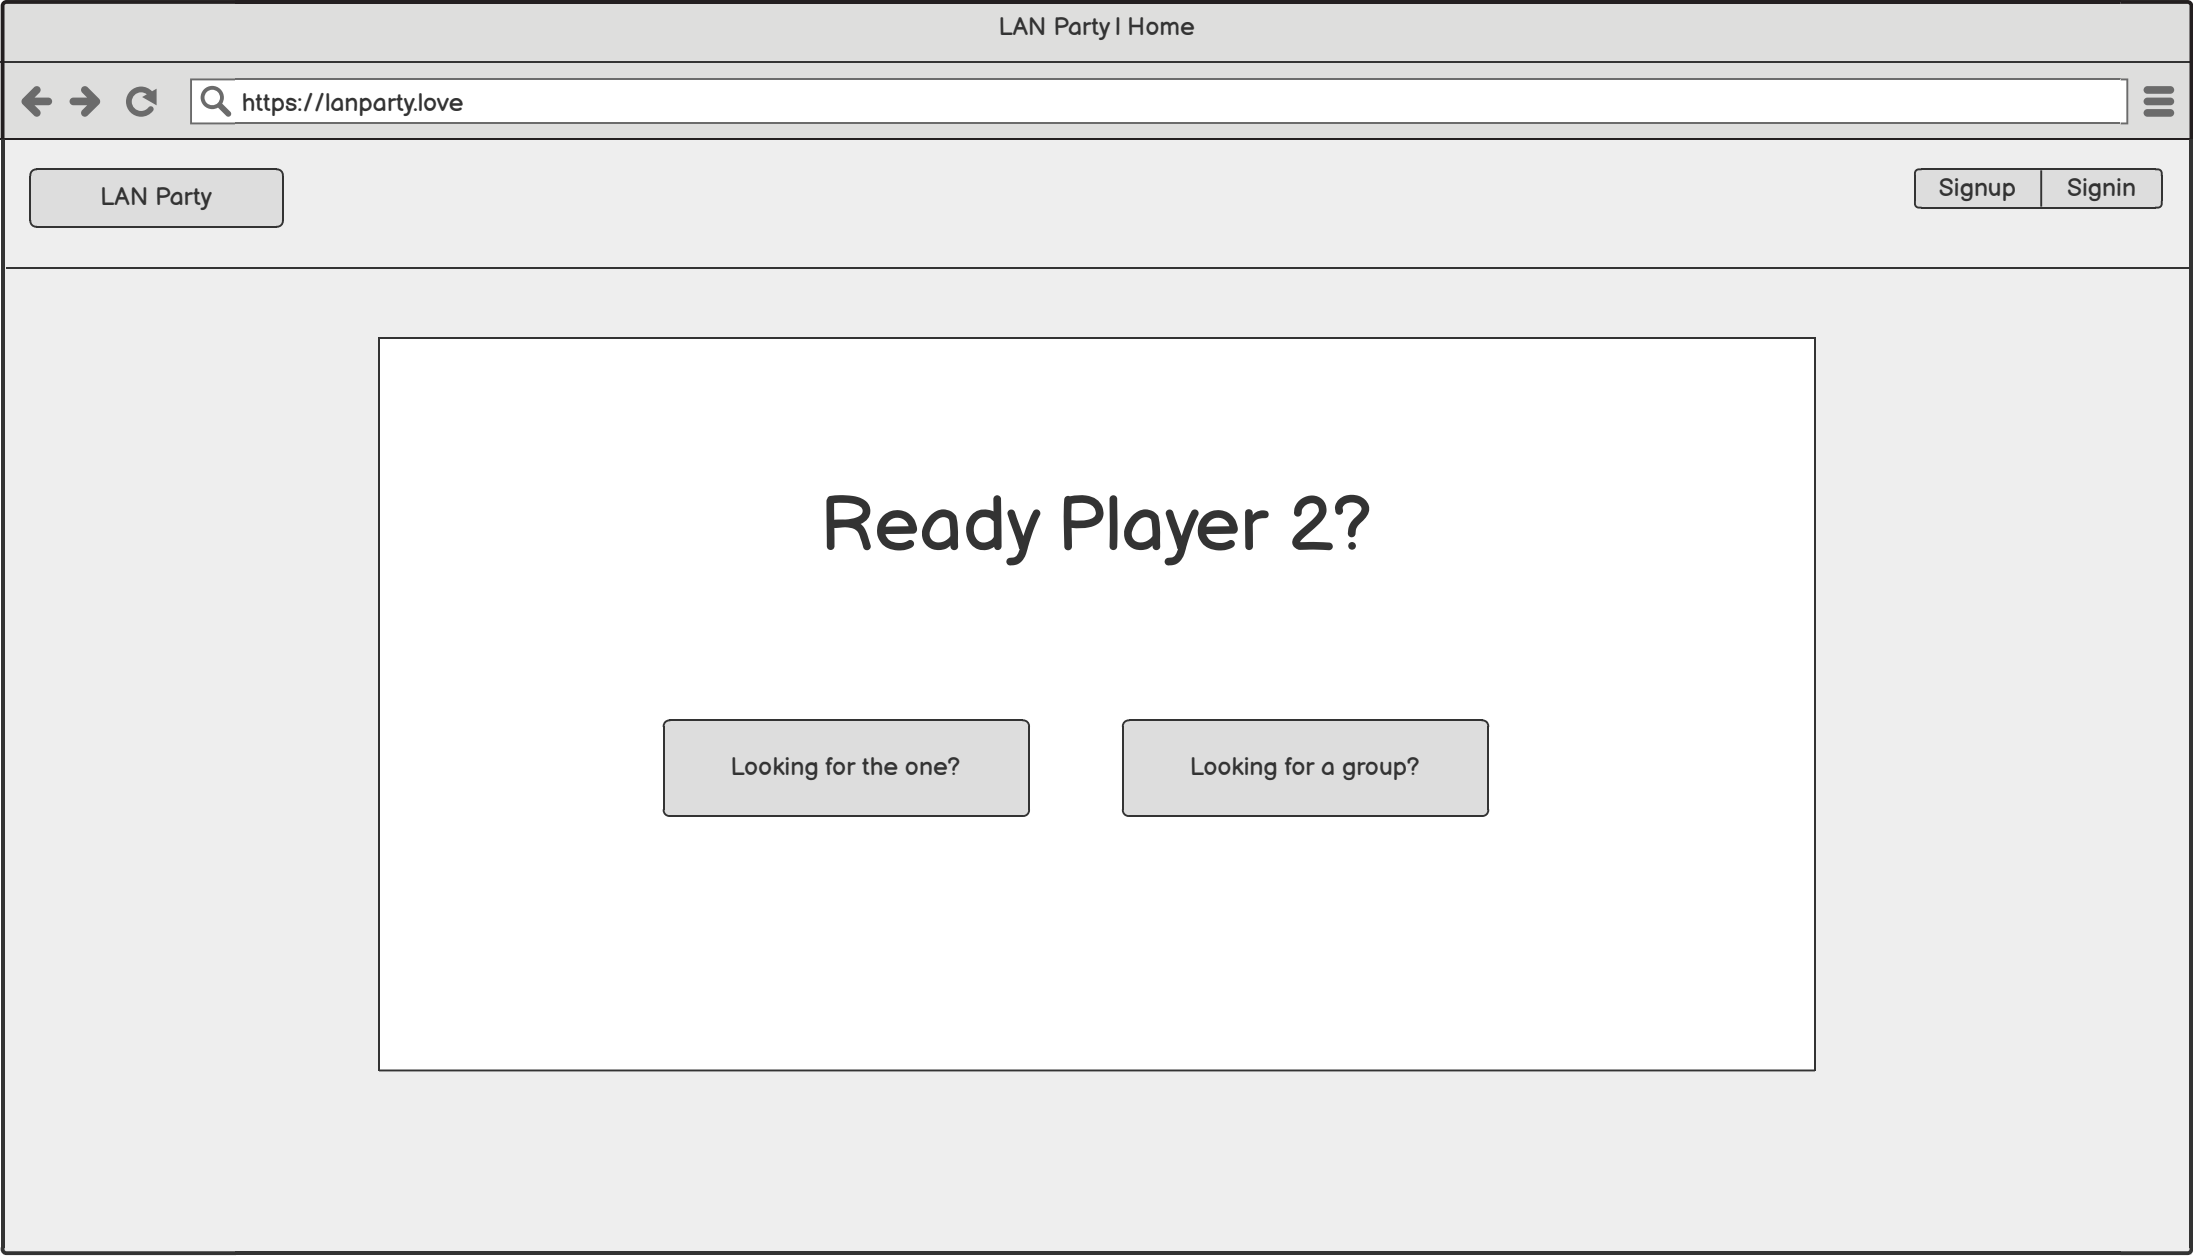 LAN Party | Home
https://lanparty.love
LAN Party
Signup
Signin
Ready Player 2?
Looking for the one?
Looking for a group?